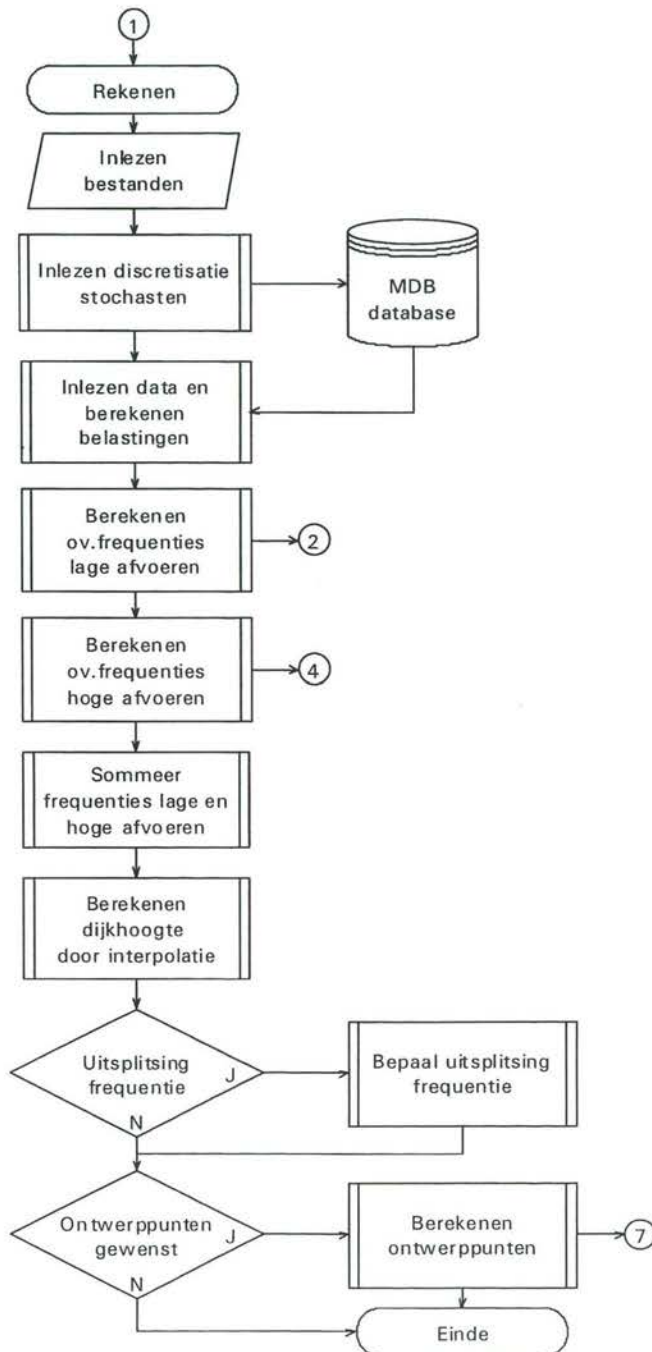 1
Rekenen
Inlezen
bestanden
Inlezen discretisatie
stochasten
MDB
database
Inlezen data en
berekenen
belastingen
Berekenen
ov.frequenties
lage afvoeren
2
Berekenen
ov.frequenties
hoge afvoeren
4
Sommeer
frequenties lage en
hoge afvoeren
Berekenen
dijkhoogte
door interpolatie
Uitsplitsing
frequentie
J
N
Bepaal uitsplitsing
frequentie
Ontwerppunten
gewenst
J
N
Berekenen
ontwerppunten
7
Einde